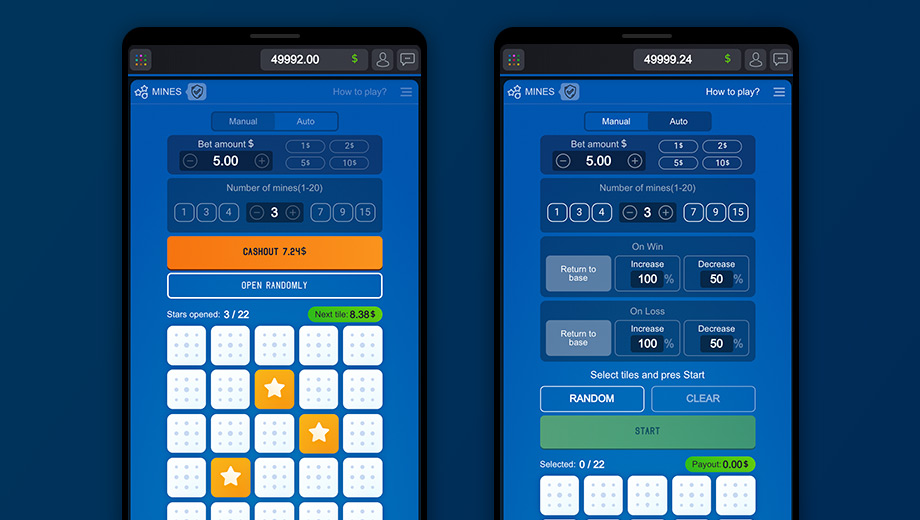 49992.00 $
MINES
How to play?
Manual Auto
Bet amount $
5.00
1$ 2$
5$ 10$
Number of mines(1-20)
1 3 4 3 7 9 15
CASHOUT 7.24$
OPEN RANDOMLY
Stars opened: 3 / 22
Next tile: 8.38$
49999.24 $
MINES
How to play?
Manual Auto
Bet amount $
5.00
1$ 2$
5$ 10$
Number of mines(1-20)
1 3 4 3 7 9 15
On Win
Return to
base
Increase
100 %
Decrease
50 %
On Loss
Return to
base
Increase
100 %
Decrease
50 %
Select tiles and pres Start
RANDOM CLEAR
START
Selected: 0 / 22
Payout: 0.00$